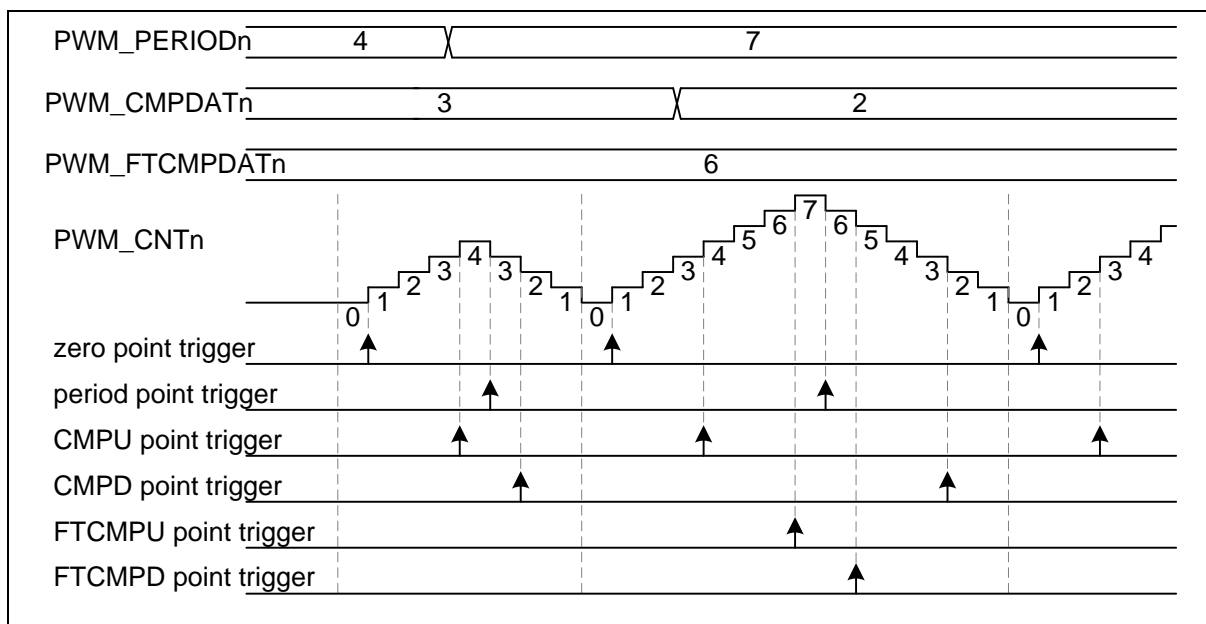 PWM_PERIODn 4 7
PWM_CMPDATn 3 2
PWM_FTCMPDATn 6
PWM_CNTn
0 1 2 3 4 3 2 1 0 1 2 3 4 5 6 7 6 5 4 3 2 1 0 1 2 3 4
zero point trigger
period point trigger
CMPU point trigger
CMPD point trigger
FTCMPU point trigger
FTCMPD point trigger